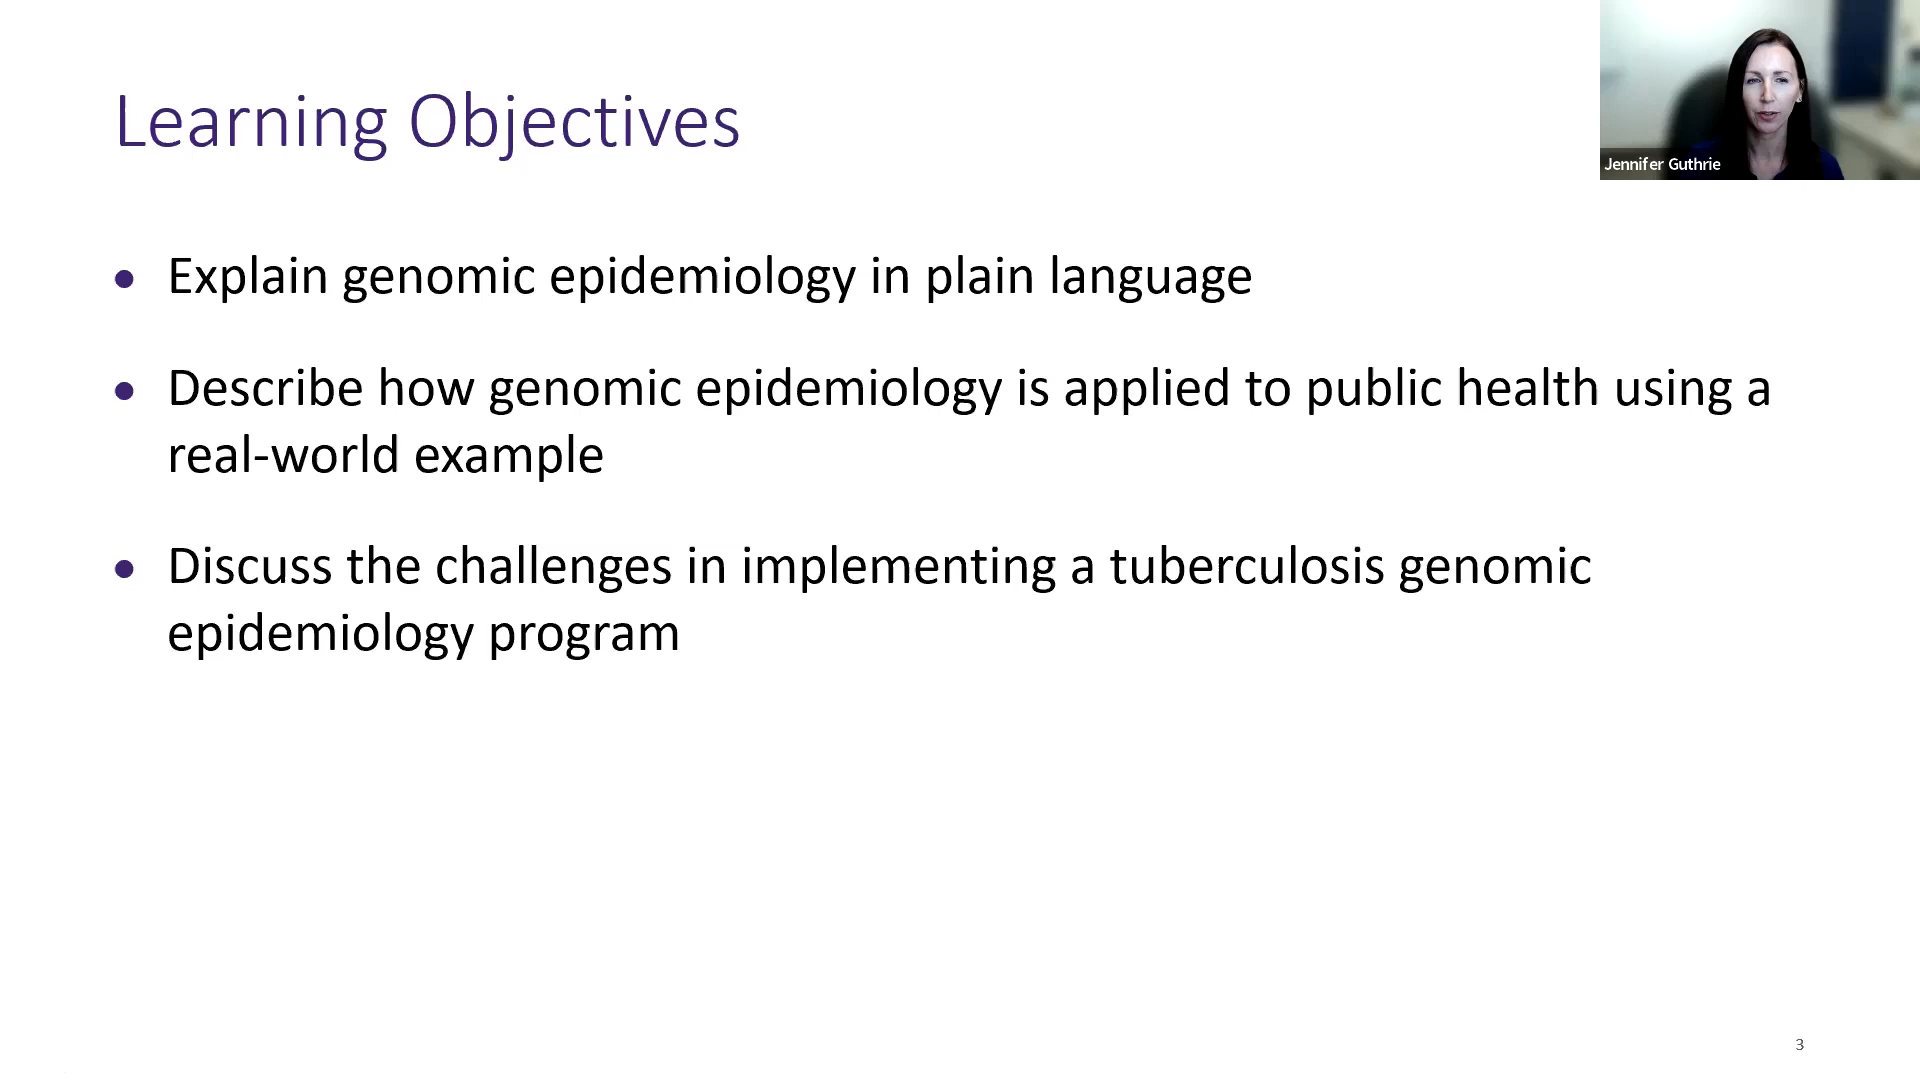 Learning Objectives
Jennifer Guthrie
• Explain genomic epidemiology in plain language
• Describe how genomic epidemiology is applied to public health using a
real-world example
• Discuss the challenges in implementing a tuberculosis genomic
epidemiology program
3